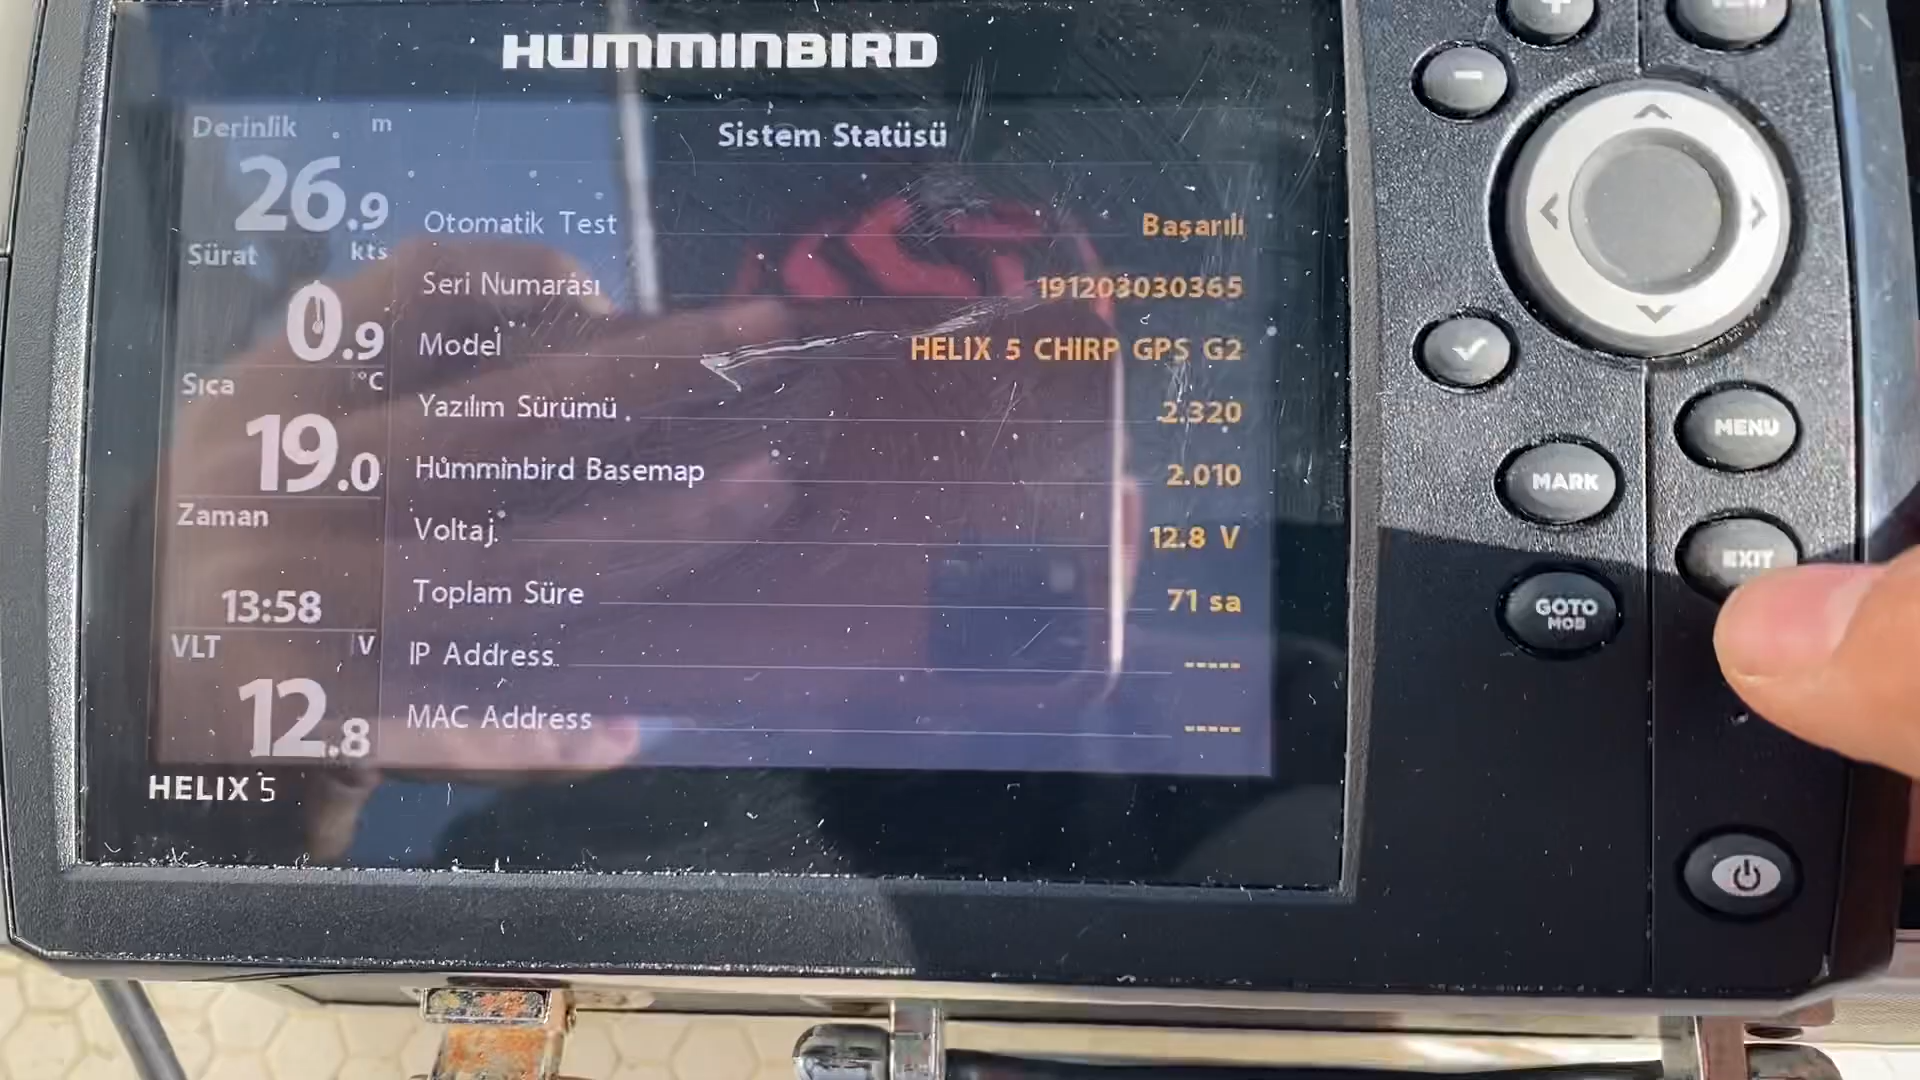 HUMMINBIRD
Derinlik m
26.9
Sürat kts
0.9
Sıca °C
19.0
Zaman
13:58
VLT V
12.8
Sistem Statüsü
Otomatik Test Başarılı
Seri Numarası 191203030365
Model HELIX 5 CHIRP GPS G2
Yazılım Sürümü 2.320
Humminbird Basemap 2.010
Voltaj 12.8 V
Toplam Süre 71 sa
IP Address -----
MAC Address -----
HELIX 5
MENU
MARK
EXIT
GOTO
MOB